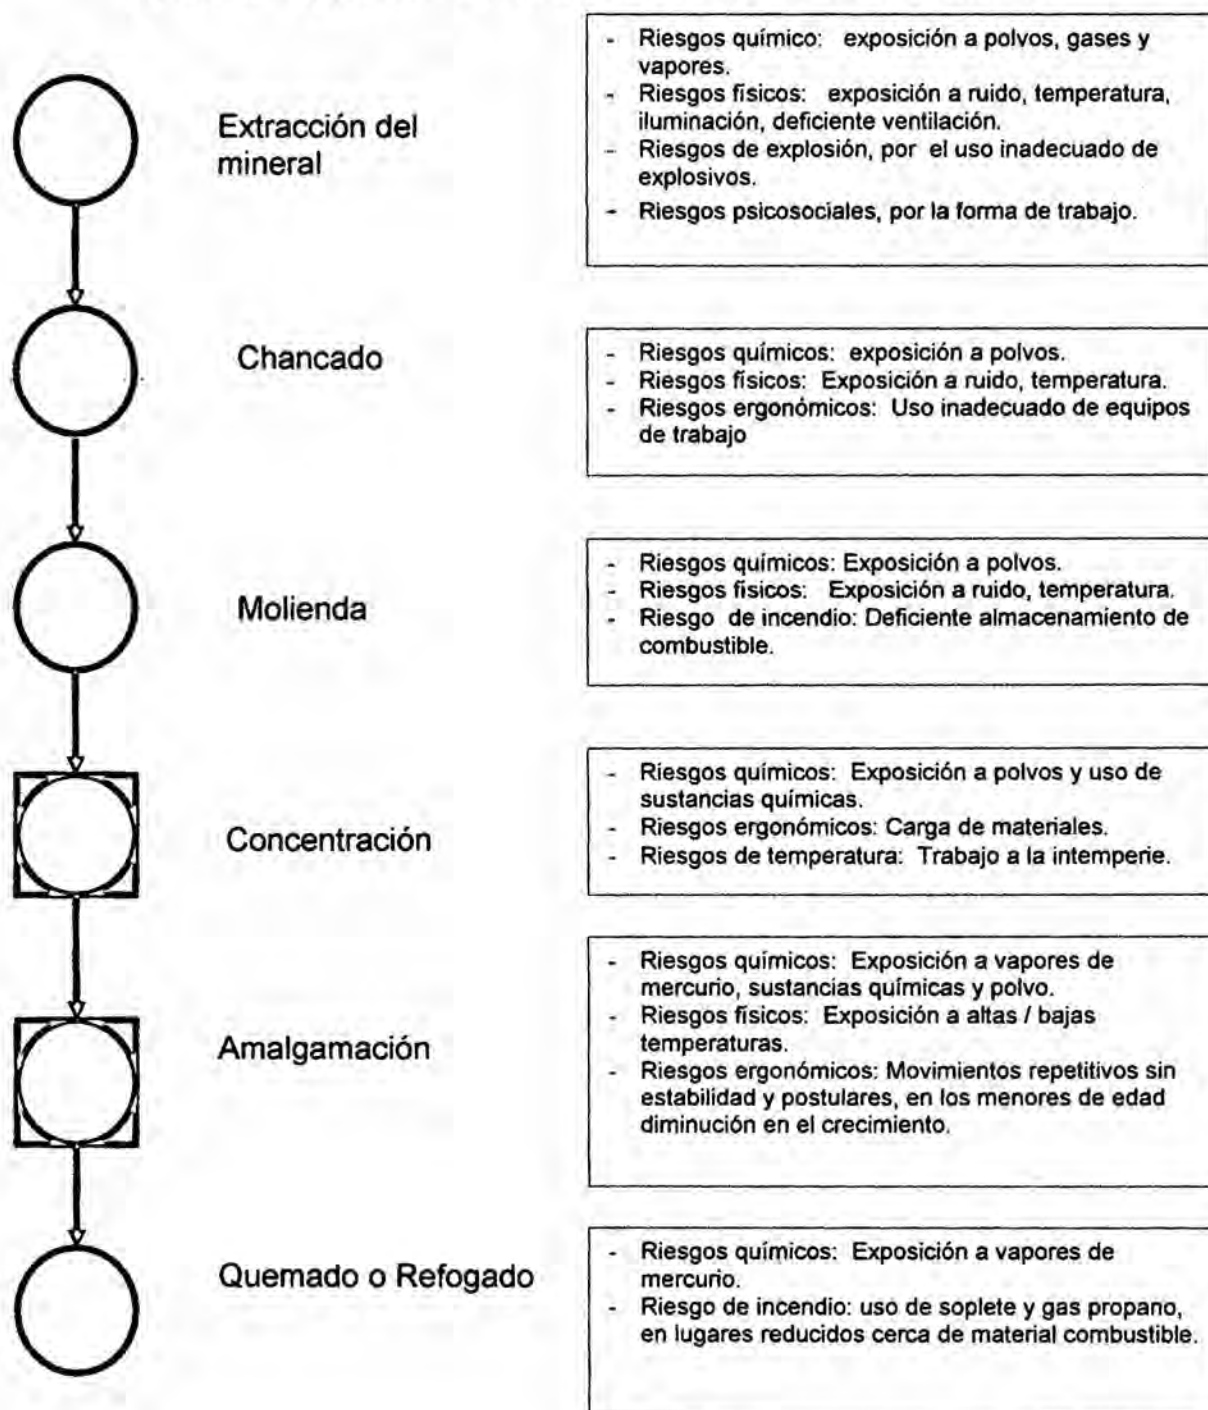 Extracción del
mineral
- Riesgos químico: exposición a polvos, gases y
vapores.
- Riesgos físicos: exposición a ruido, temperatura,
iluminación, deficiente ventilación.
- Riesgos de explosión, por el uso inadecuado de
explosivos.
- Riesgos psicosociales, por la forma de trabajo.
Chancado
- Riesgos químicos: exposición a polvos.
- Riesgos físicos: Exposición a ruido, temperatura.
- Riesgos ergonómicos: Uso inadecuado de equipos
de trabajo
Molienda
- Riesgos químicos: Exposición a polvos.
- Riesgos físicos: Exposición a ruido, temperatura.
- Riesgo de incendio: Deficiente almacenamiento de
combustible.
Concentración
- Riesgos químicos: Exposición a polvos y uso de
sustancias químicas.
- Riesgos ergonómicos: Carga de materiales.
- Riesgos de temperatura: Trabajo a la intemperie.
Amalgamación
- Riesgos químicos: Exposición a vapores de
mercurio, sustancias químicas y polvo.
- Riesgos físicos: Exposición a altas / bajas
temperaturas.
- Riesgos ergonómicos: Movimientos repetitivos sin
estabilidad y postulares, en los menores de edad
diminución en el crecimiento.
Quemado o Refogado
- Riesgos químicos: Exposición a vapores de
mercurio.
- Riesgo de incendio: uso de soplete y gas propano,
en lugares reducidos cerca de material combustible.